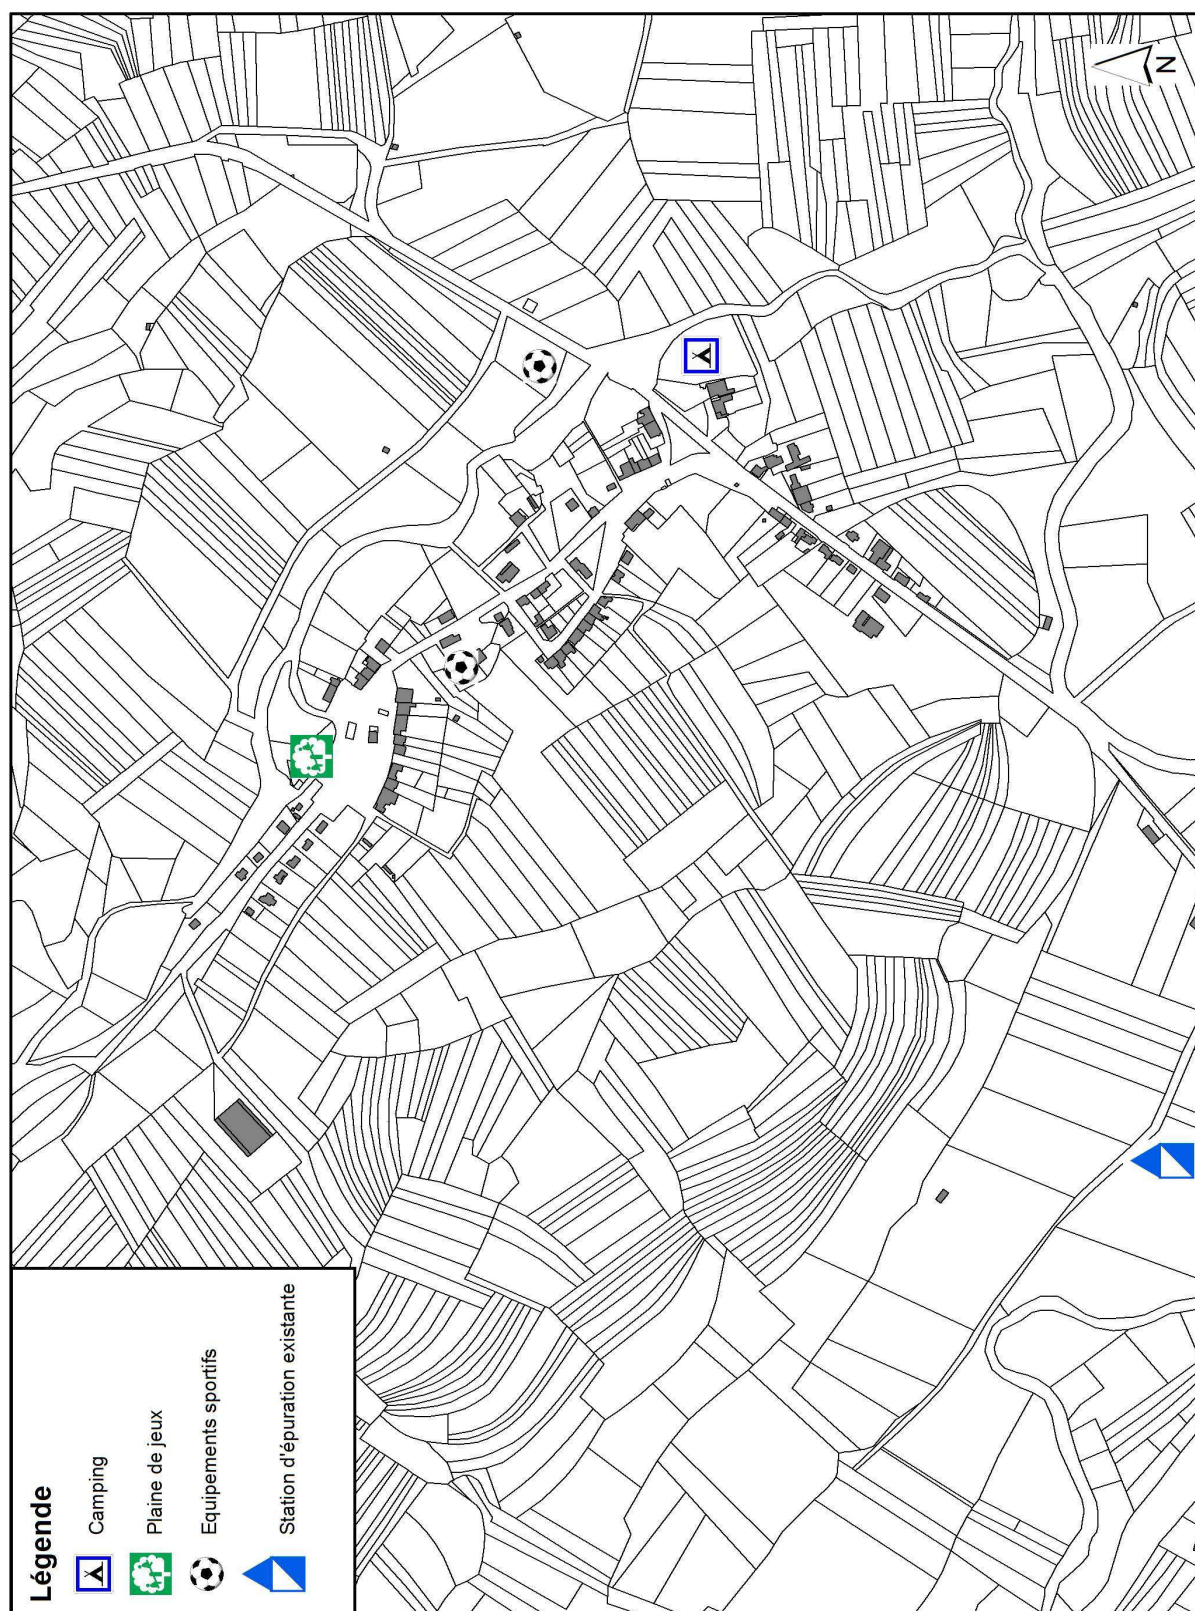 Légende
Camping
Plaine de jeux
Equipements sportifs
Station d'épuration existante
N